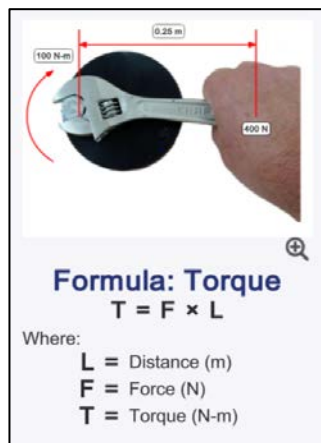 0.25 m
100 N-m
400 N
Formula: Torque
T = F × L
Where:
L = Distance (m)
F = Force (N)
T = Torque (N-m)